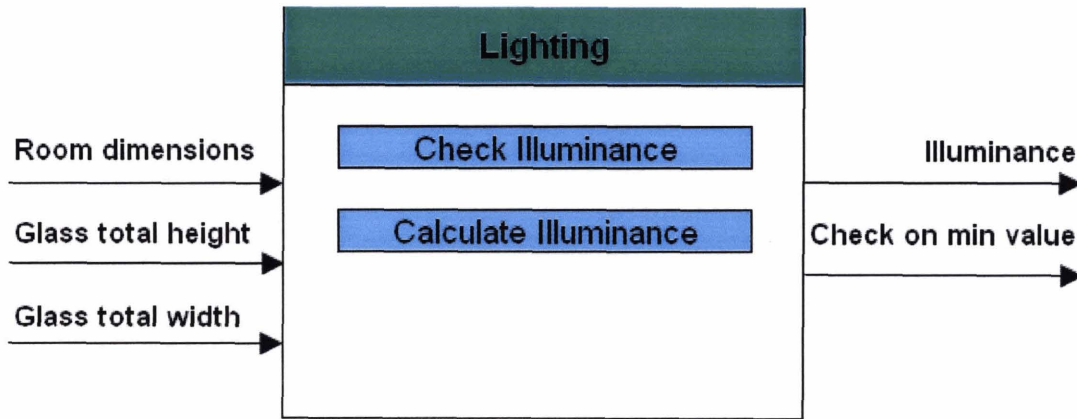 Lighting
Room dimensions
Check Illuminance
Illuminance
Glass total height
Calculate Illuminance
Check on min value
Glass total width